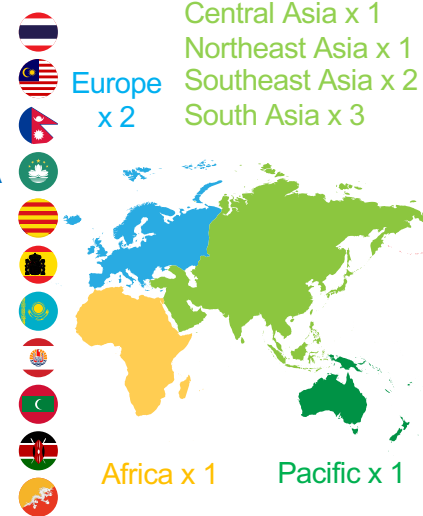 Central Asia x 1
Northeast Asia x 1
Europe
x 2
Southeast Asia x 2
South Asia x 3
Africa x 1
Pacific x 1